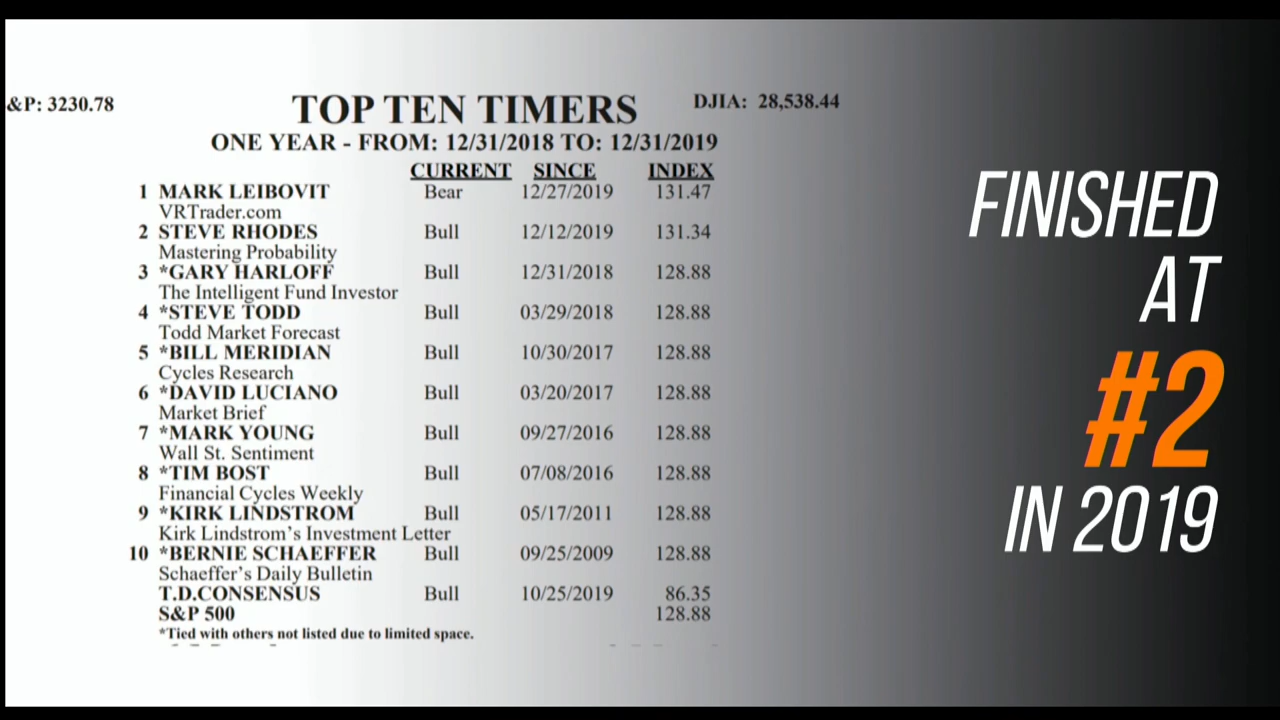 &P: 3230.78 TOP TEN TIMERS DJIA: 28,538.44
ONE YEAR - FROM: 12/31/2018 TO: 12/31/2019
CURRENT SINCE INDEX
1 MARK LEIBOVIT Bear 12/27/2019 131.47
VRTrader.com
2 STEVE RHODES Bull 12/12/2019 131.34
Mastering Probability
3 *GARY HARLOFF Bull 12/31/2018 128.88
The Intelligent Fund Investor
4 *STEVE TODD Bull 03/29/2018 128.88
Todd Market Forecast
5 *BILL MERIDIAN Bull 10/30/2017 128.88
Cycles Research
6 *DAVID LUCIANO Bull 03/20/2017 128.88
Market Brief
7 *MARK YOUNG Bull 09/27/2016 128.88
Wall St. Sentiment
8 *TIM BOST Bull 07/08/2016 128.88
Financial Cycles Weekly
9 *KIRK LINDSTROM Bull 05/17/2011 128.88
Kirk Lindstrom's Investment Letter
10 *BERNIE SCHAEFFER Bull 09/25/2009 128.88
Schaeffer's Daily Bulletin
T.D.CONSENSUS Bull 10/25/2019 86.35
S&P 500 128.88
*Tied with others not listed due to limited space.
FINISHED
AT
#2
IN 2019